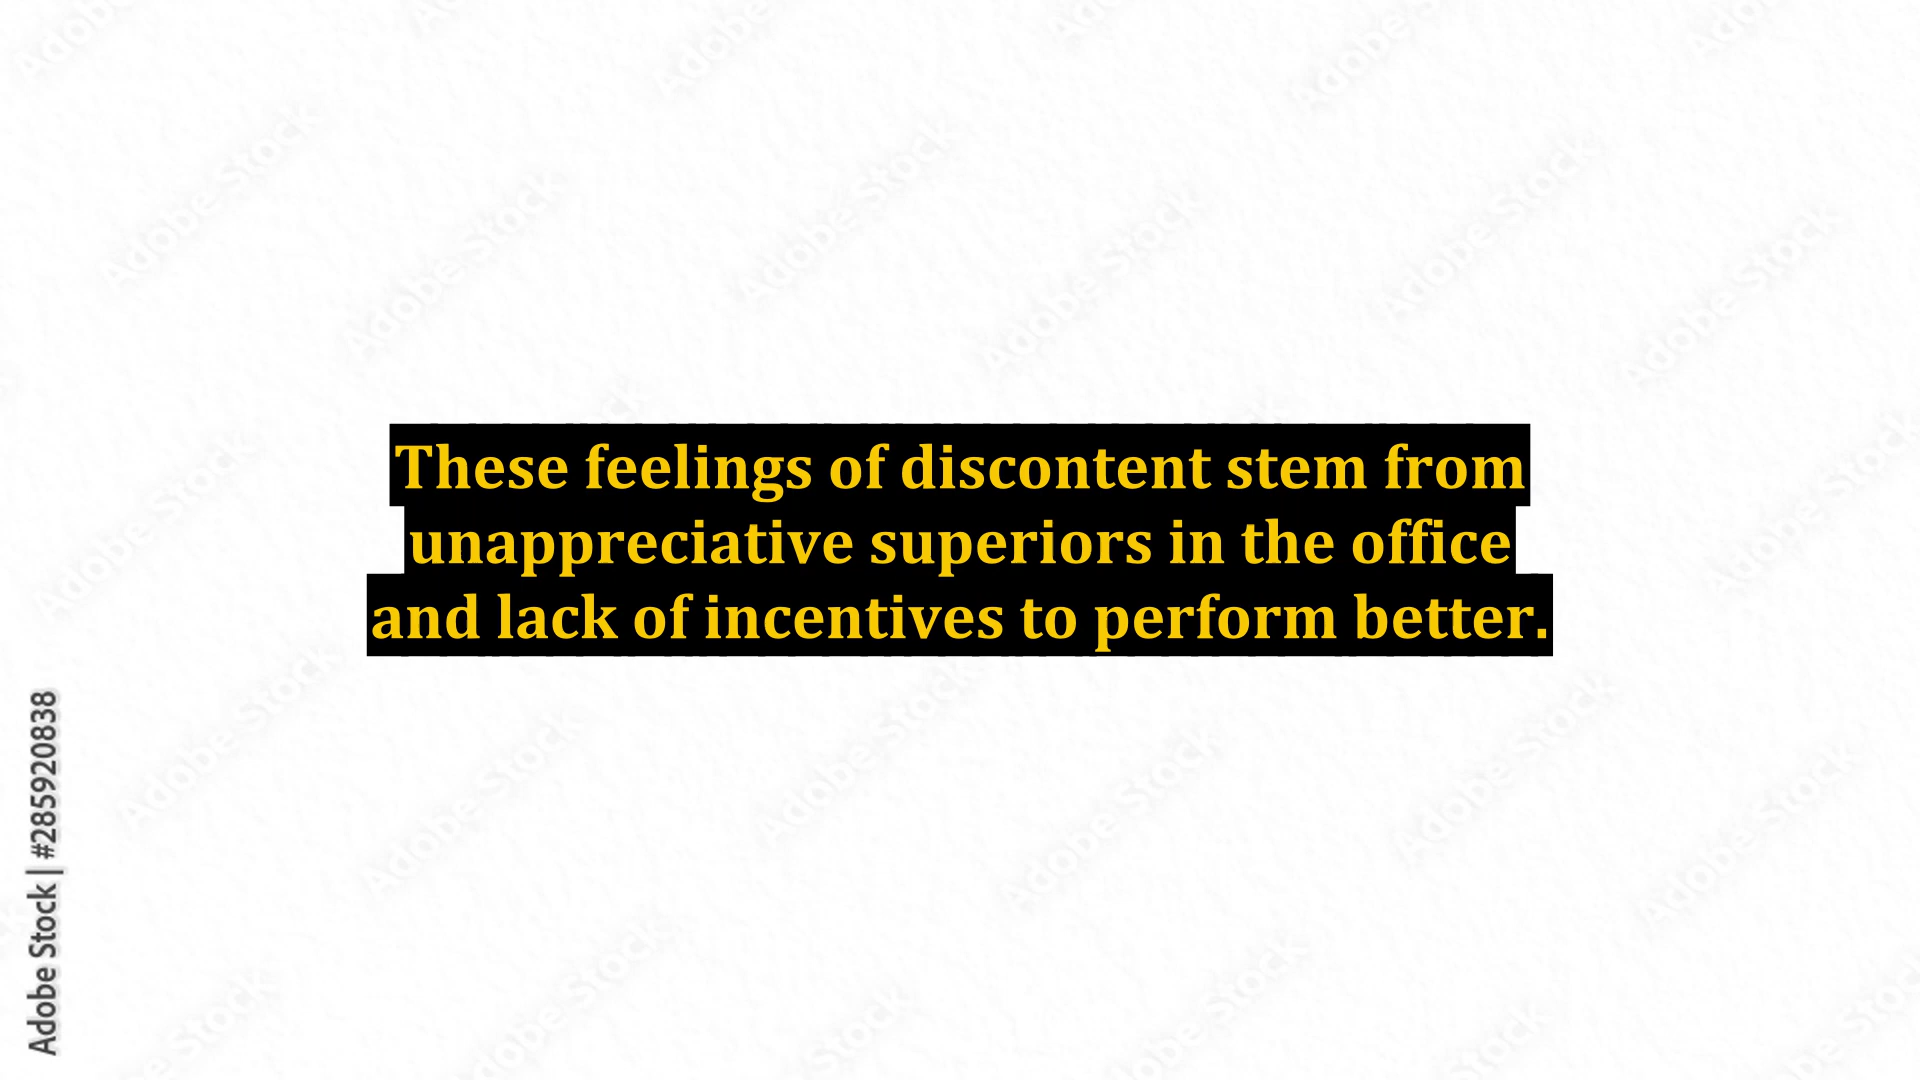 These feelings of discontent stem from
unappreciative superiors in the office
and lack of incentives to perform better.
Adobe Stock | #285920838